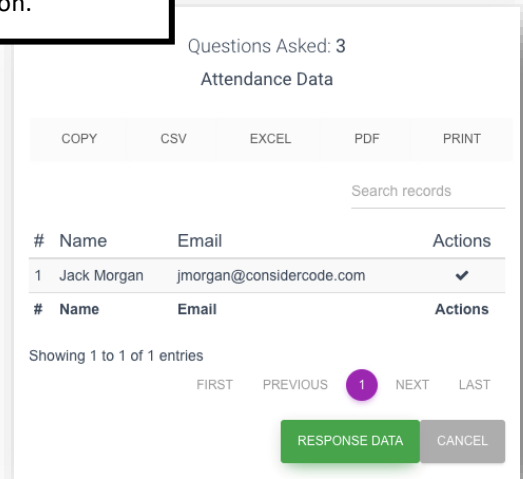 on.
Questions Asked: 3
Attendance Data
COPY CSV EXCEL PDF PRINT
Search records
# Name Email Actions
1 Jack Morgan jmorgan@considercode.com
# Name Email Actions
Showing 1 to 1 of 1 entries
FIRST PREVIOUS 1 NEXT LAST
RESPONSE DATA CANCEL